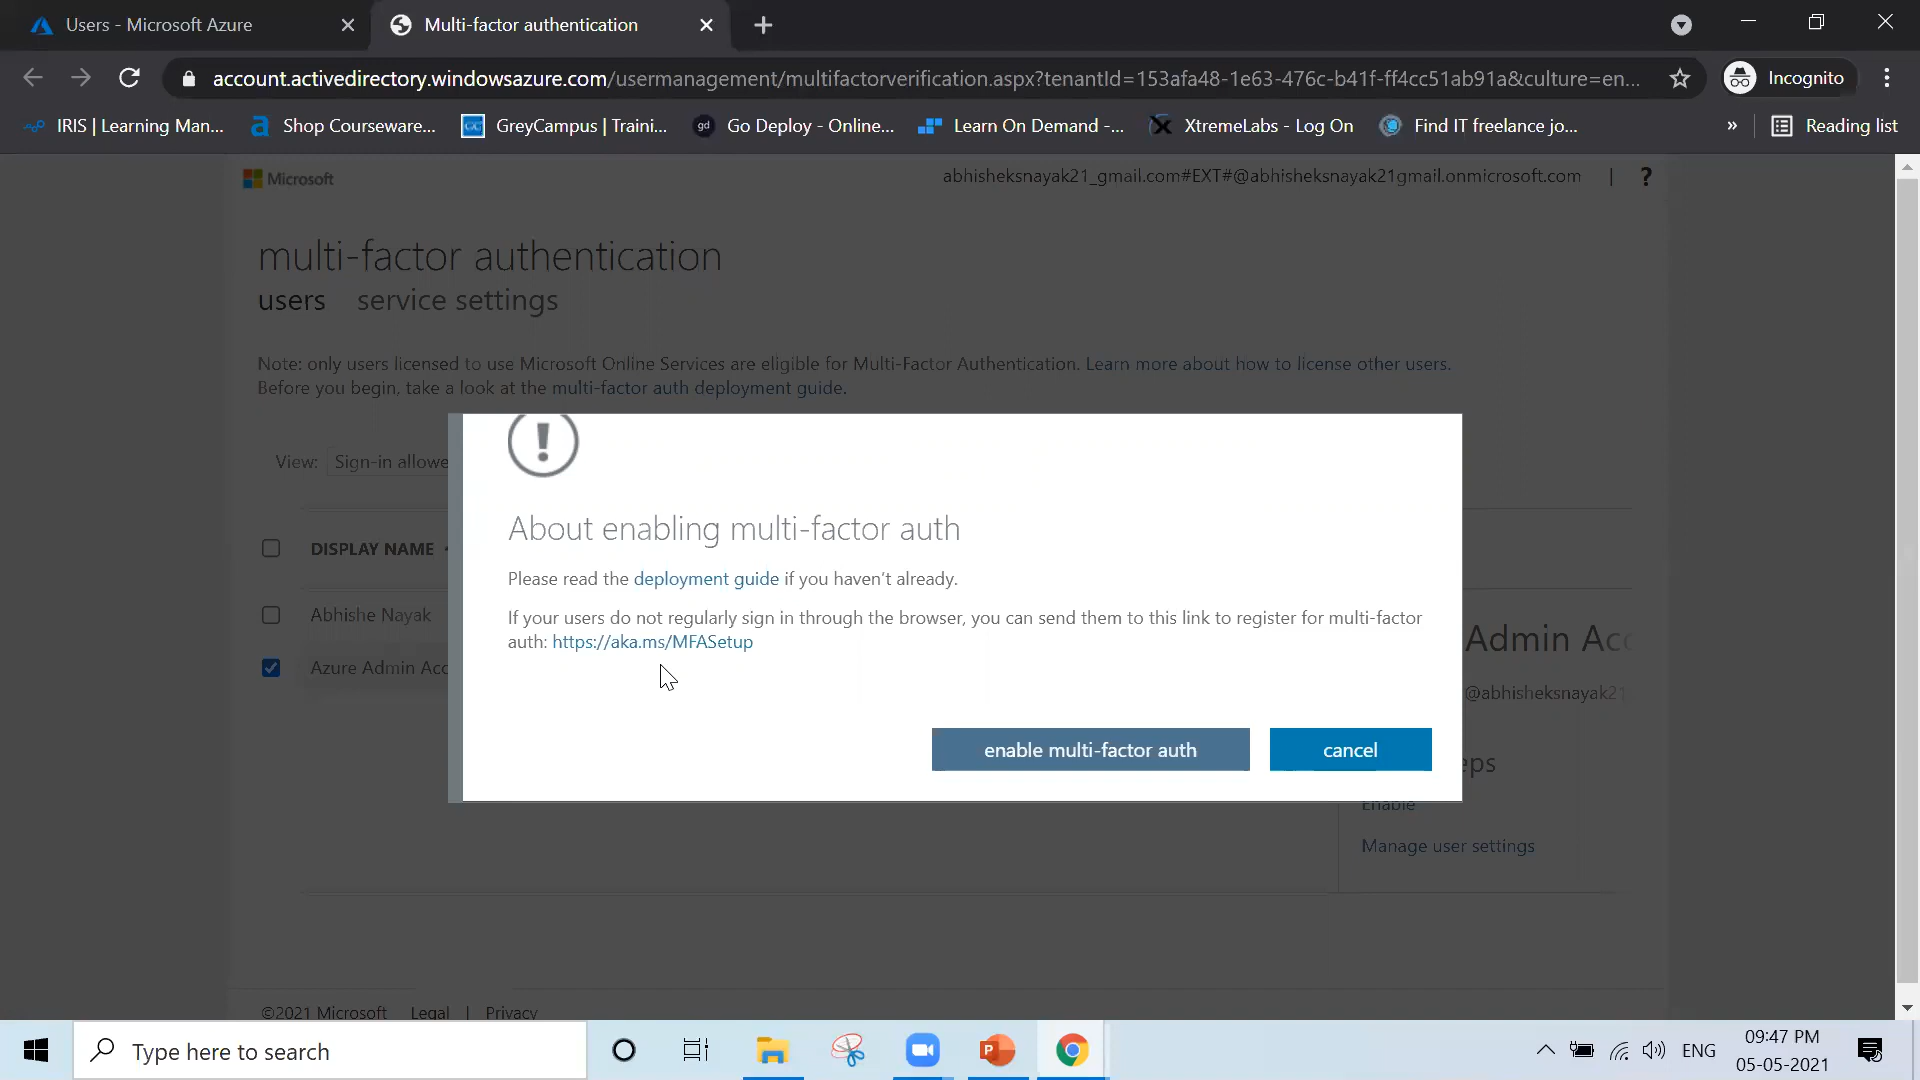 Users - Microsoft Azure
Multi-factor authentication
account.activedirectory.windowsazure.com/usermanagement/multifactorverification.aspx?tenantId=153afa48-1e63-476c-b41f-ff4cc51ab91a&culture=en...
Incognito
IRIS | Learning Man...
Shop Courseware...
GreyCampus | Traini...
gd
Go Deploy - Online...
Learn On Demand -...
XtremeLabs - Log On
Find IT freelance jo...
»
Reading list
Microsoft
abhisheksnayak21_gmail.com#EXT#@abhisheksnayak21gmail.onmicrosoft.com | ?
multi-factor authentication
users service settings
Note: only users licensed to use Microsoft Online Services are eligible for Multi-Factor Authentication. Learn more about how to license other users.
Before you begin, take a look at the multi-factor auth deployment guide.
View: Sign-in allowe
DISPLAY NAME
Abhishe Nayak
Azure Admin Acc
!
About enabling multi-factor auth
Please read the deployment guide if you haven't already.
If your users do not regularly sign in through the browser, you can send them to this link to register for multi-factor
auth: https://aka.ms/MFASetup
enable multi-factor auth
cancel
Admin Acc
@abhisheksnayak21
eps
Enable
Manage user settings
©2021 Microsoft Legal | Privacy
Type here to search
ENG
09:47 PM
05-05-2021